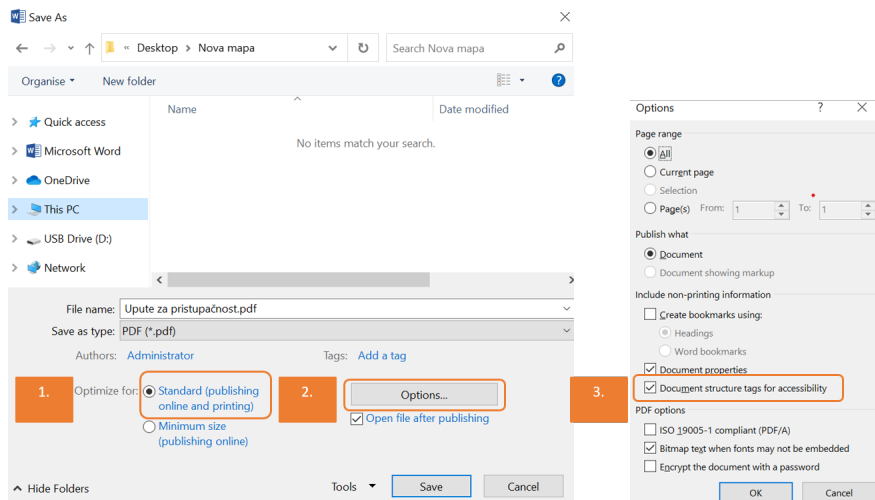 Save As
« Desktop > Nova mapa
Search Nova mapa
Organise
New folder
Name
Date modified
Quick access
No items match your search.
Microsoft Word
OneDrive
This PC
USB Drive (D:)
Network
File name: Upute za pristupačnost.pdf
Save as type: PDF (*.pdf)
Authors: Administrator
Tags: Add a tag
1.
Optimize for: Standard (publishing
online and printing)
Minimum size
(publishing online)
2.
Options...
Open file after publishing
Hide Folders
Tools
Save
Cancel
3.
Options
Page range
All
Current page
Selection
Page(s) From: 1 To: 1
Publish what
Document
Document showing markup
Include non-printing information
Create bookmarks using:
Headings
Word bookmarks
Document properties
Document structure tags for accessibility
PDF options
ISO 19005-1 compliant (PDF/A)
Bitmap text when fonts may not be embedded
Encrypt the document with a password
OK
Cancel